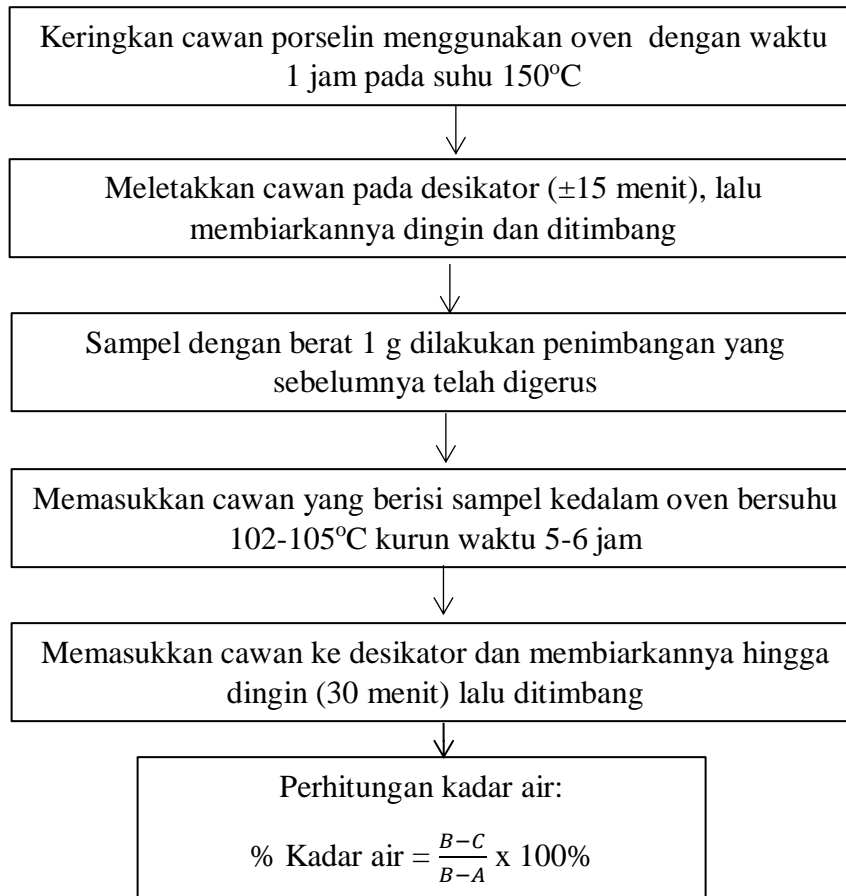 Keringkan cawan porselin menggunakan oven  dengan waktu
1 jam pada suhu 150°C
Meletakkan cawan pada desikator (±15 menit), lalu
membiarkannya dingin dan ditimbang
Sampel dengan berat 1 g dilakukan penimbangan yang
sebelumnya telah digerus
Memasukkan cawan yang berisi sampel kedalam oven bersuhu
102-105°C kurun waktu 5-6 jam
Memasukkan cawan ke desikator dan membiarkannya hingga
dingin (30 menit) lalu ditimbang
Perhitungan kadar air:
% Kadar air = \frac{B-C}{B-A} x 100%